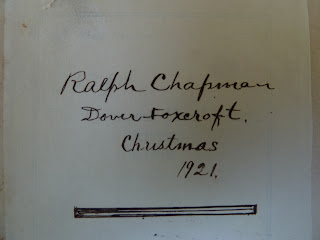 Ralph Chapman
Dover-Foxcroft.
Christmas
1921.